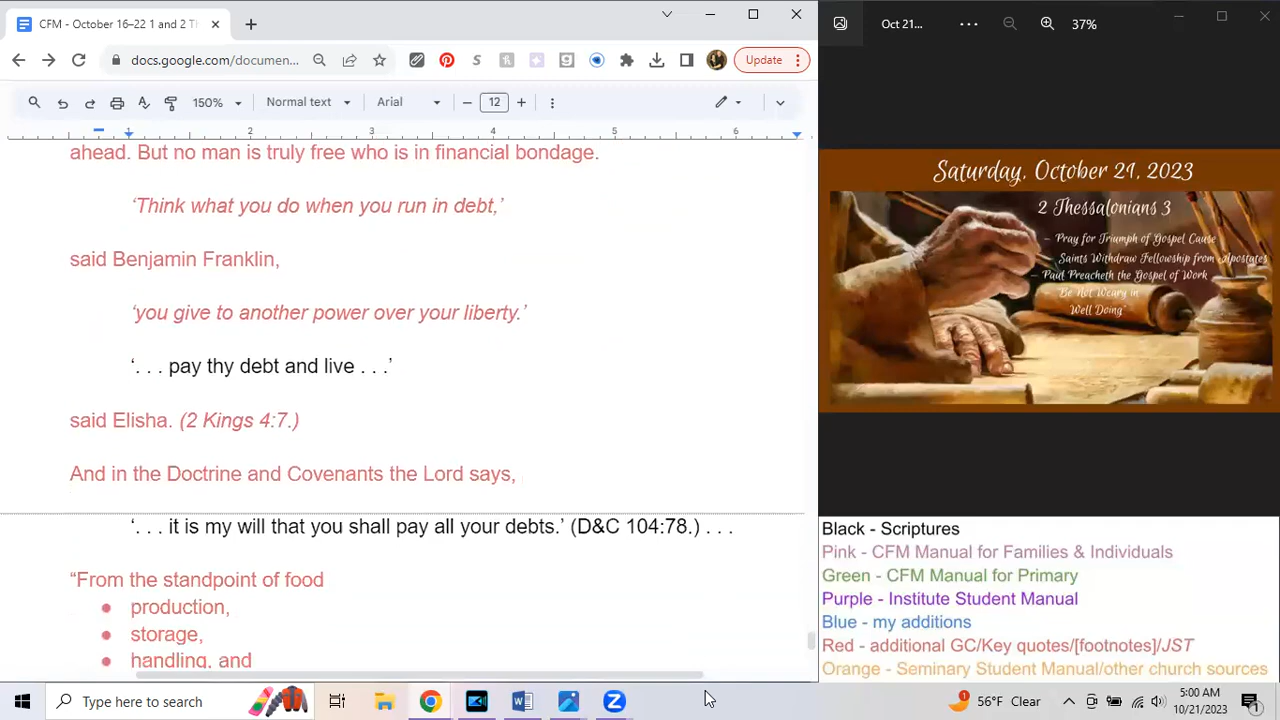 CFM - October 16–22 1 and 2 Th
docs.google.com/documen...
Update
150%
Normal text
Arial
12
1
2
3
4
5
6
ahead. But no man is truly free who is in financial bondage.
‘Think what you do when you run in debt,’
said Benjamin Franklin,
‘you give to another power over your liberty.’
‘. . . pay thy debt and live . . .’
said Elisha. (2 Kings 4:7.)
And in the Doctrine and Covenants the Lord says,
‘. . . it is my will that you shall pay all your debts.’ (D&C 104:78.) . . .
“From the standpoint of food
● production,
● storage,
● handling, and
Oct 21...
37%
Saturday, October 21, 2023
2 Thessalonians 3
– Pray for Triumph of Gospel Cause
– Saints Withdraw Fellowship from Apostates
– Paul Preacheth the Gospel of Work
– "Be Not Weary in
Well Doing"
Black - Scriptures
Pink - CFM Manual for Families & Individuals
Green - CFM Manual for Primary
Purple - Institute Student Manual
Blue - my additions
Red - additional GC/Key quotes/[footnotes]/JST
Orange - Seminary Student Manual/other church sources
Type here to search
1
56°F Clear
5:00 AM
10/21/2023
1